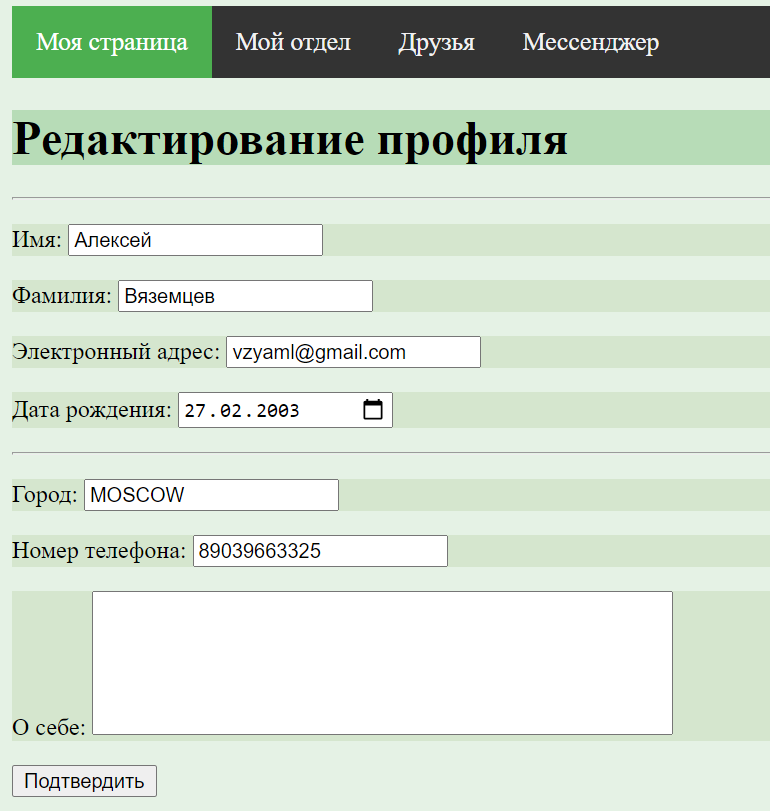 Моя страница Мой отдел Друзья Мессенджер
Редактирование профиля
Имя: Алексей
Фамилия: Вяземцев
Электронный адрес: vzyaml@gmail.com
Дата рождения: 27.02.2003
Город: MOSCOW
Номер телефона: 89039663325
О себе:
Подтвердить